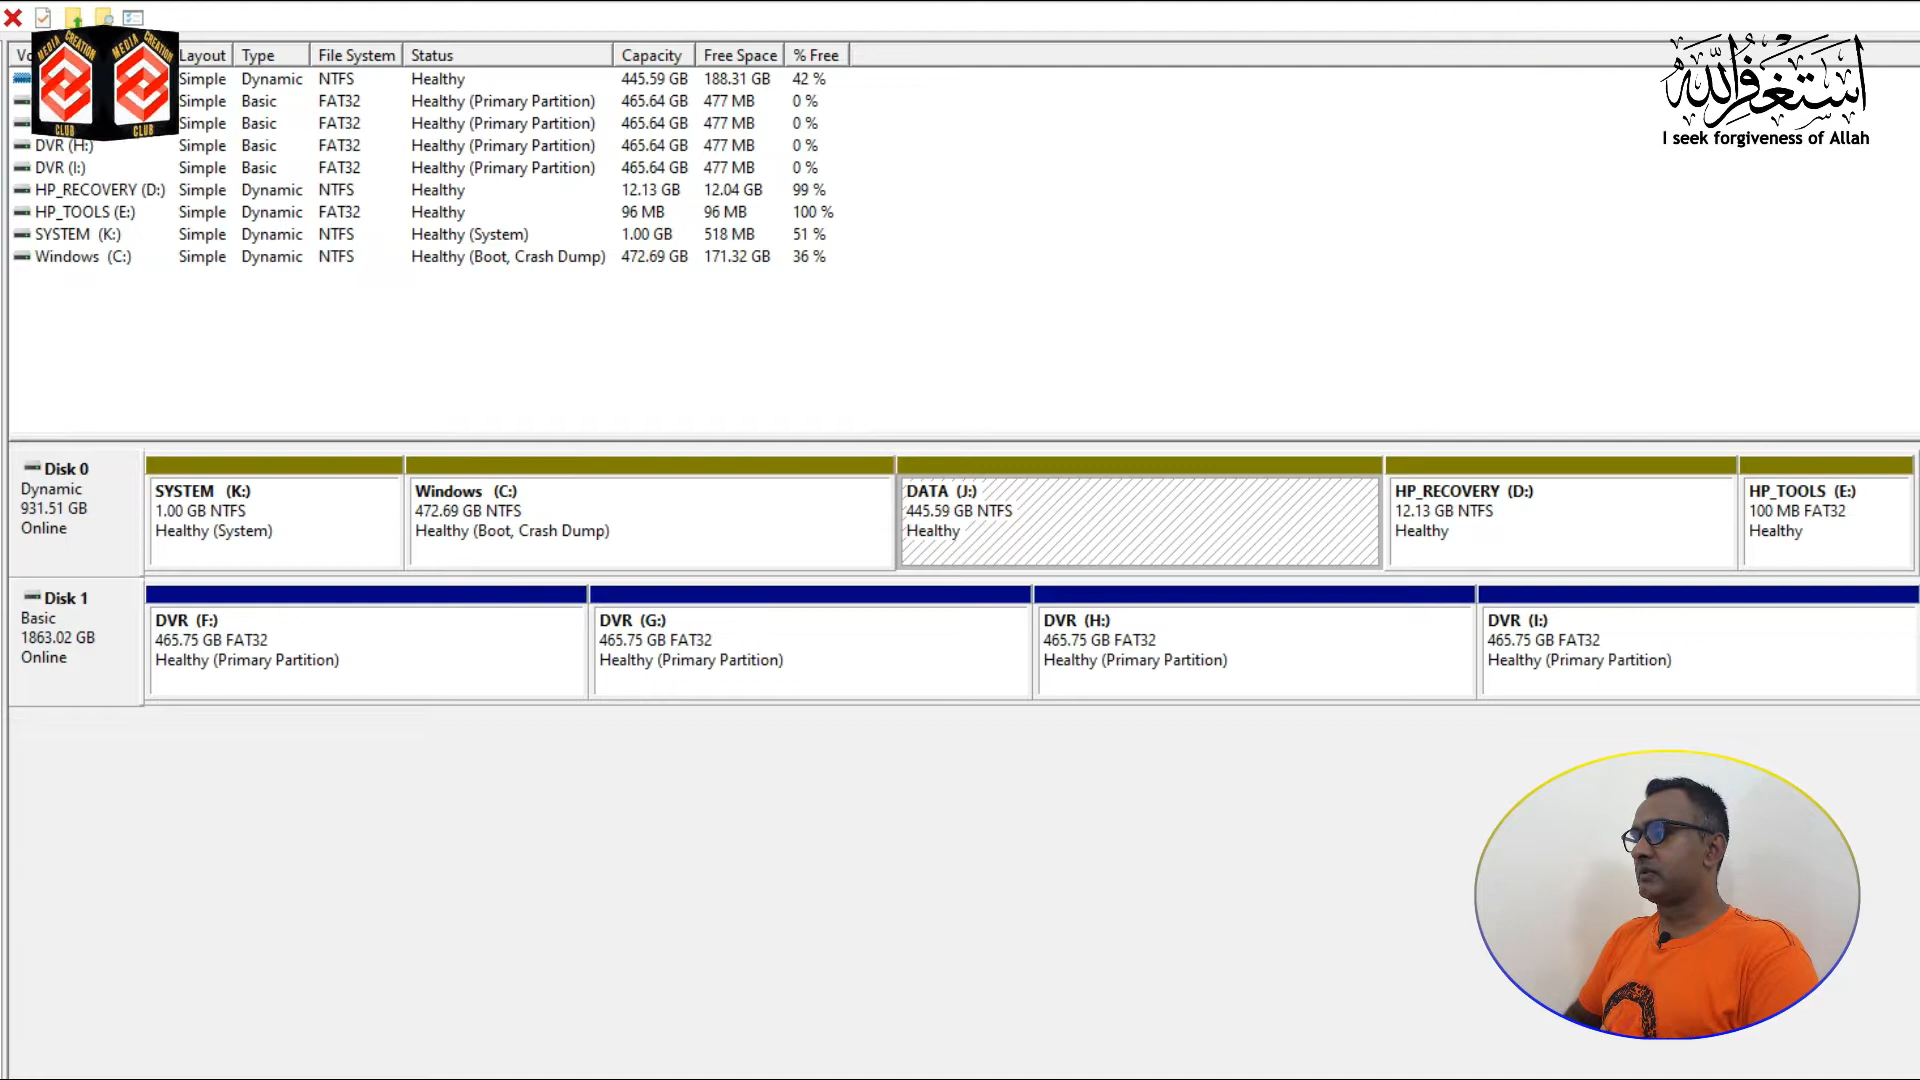 MEDIA CREATION CLUB MEDIA CREATION CLUB
أستغفر الله
I seek forgiveness of Allah
Layout Type File System Status Capacity Free Space % Free
Simple Dynamic NTFS Healthy 445.59 GB 188.31 GB 42 %
Simple Basic FAT32 Healthy (Primary Partition) 465.64 GB 477 MB 0 %
Simple Basic FAT32 Healthy (Primary Partition) 465.64 GB 477 MB 0 %
DVR (H:) Simple Basic FAT32 Healthy (Primary Partition) 465.64 GB 477 MB 0 %
DVR (I:) Simple Basic FAT32 Healthy (Primary Partition) 465.64 GB 477 MB 0 %
HP_RECOVERY (D:) Simple Dynamic NTFS Healthy 12.13 GB 12.04 GB 99 %
HP_TOOLS (E:) Simple Dynamic FAT32 Healthy 96 MB 96 MB 100 %
SYSTEM (K:) Simple Dynamic NTFS Healthy (System) 1.00 GB 518 MB 51 %
Windows (C:) Simple Dynamic NTFS Healthy (Boot, Crash Dump) 472.69 GB 171.32 GB 36 %
Disk 0
Dynamic
931.51 GB
Online
SYSTEM (K:)
1.00 GB NTFS
Healthy (System)
Windows (C:)
472.69 GB NTFS
Healthy (Boot, Crash Dump)
DATA (J:)
445.59 GB NTFS
Healthy
HP_RECOVERY (D:)
12.13 GB NTFS
Healthy
HP_TOOLS (E:)
100 MB FAT32
Healthy
Disk 1
Basic
1863.02 GB
Online
DVR (F:)
465.75 GB FAT32
Healthy (Primary Partition)
DVR (G:)
465.75 GB FAT32
Healthy (Primary Partition)
DVR (H:)
465.75 GB FAT32
Healthy (Primary Partition)
DVR (I:)
465.75 GB FAT32
Healthy (Primary Partition)